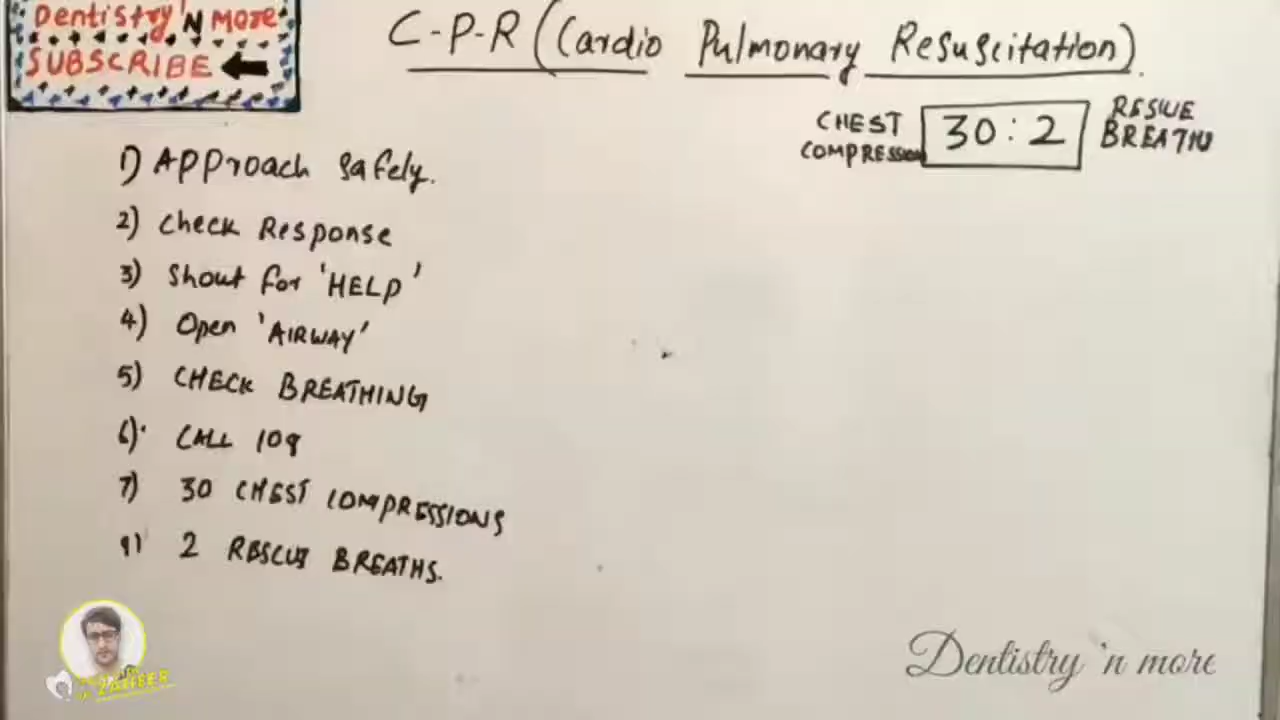 Dentistry 'N MORE
SUBSCRIBE
C-P-R (Cardio Pulmonary Resuscitation)
CHEST COMPRESSION
30:2
RESCUE BREATH
1) APProach safely.
2) Check Response
3) Shout for 'HELP'
4) Open 'AIRWAY'
5) CHECK BREATHING
6) CALL 108
7) 30 CHEST COMPRESSIONS
8) 2 RESCUE BREATHS.
ZAHEER
Dentistry 'n more